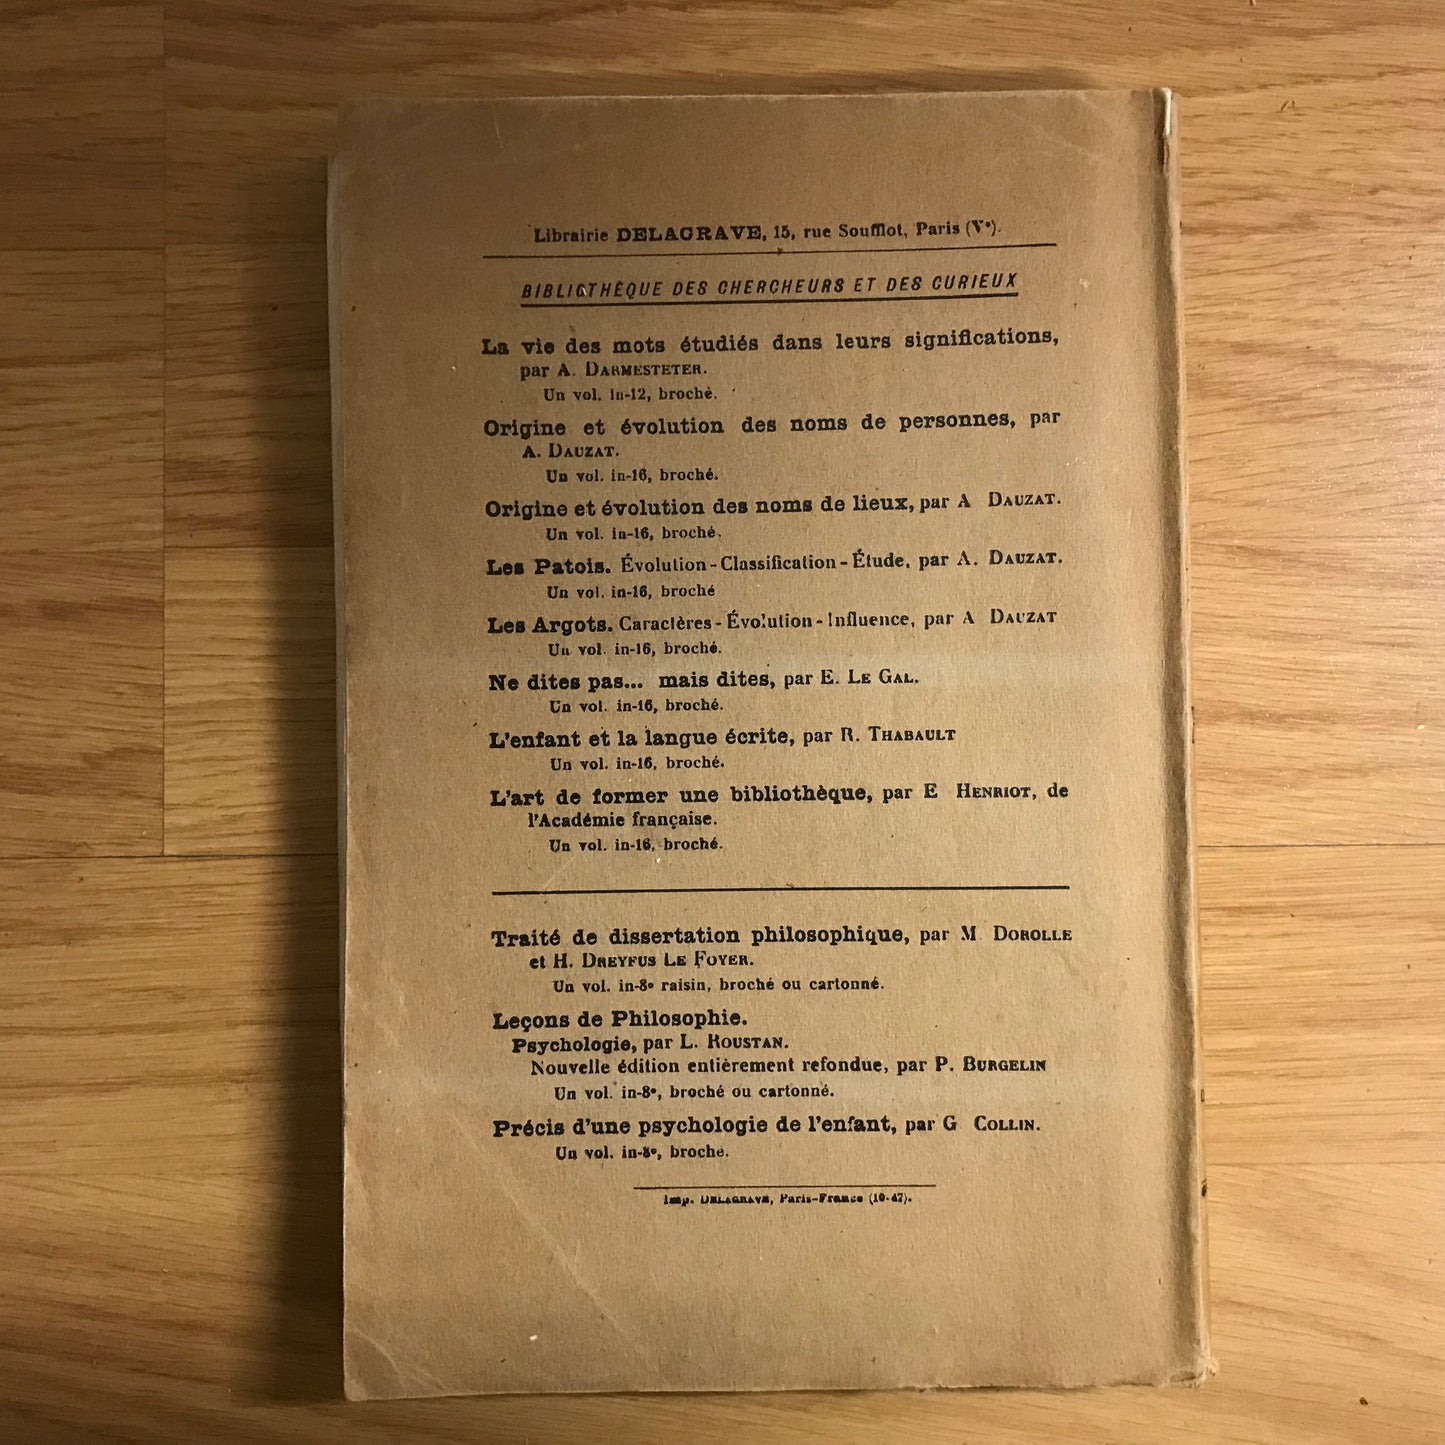 Librairie DELAGRAVE, 15, rue Soufflot, Paris (Vᵉ).
BIBLIOTHÈQUE DES CHERCHEURS ET DES CURIEUX
La vie des mots étudiés dans leurs significations,
par A. DARMESTETER.
Un vol. in-12, broché.
Origine et évolution des noms de personnes, par
A. DAUZAT.
Un vol. in-16, broché.
Origine et évolution des noms de lieux, par A DAUZAT.
Un vol. in-16, broché.
Les Patois. Évolution - Classification - Étude, par A. DAUZAT.
Un vol. in-16, broché
Les Argots. Caractères - Évolution - Influence, par A DAUZAT
Un vol. in-16, broché.
Ne dites pas... mais dites, par E. LE GAL.
Un vol. in-16, broché.
L'enfant et la langue écrite, par R. THABAULT
Un vol. in-16, broché.
L'art de former une bibliothèque, par E HENRIOT, de
l'Académie française.
Un vol. in-16, broché.
Traité de dissertation philosophique, par M. DOROLLE
et H. DREYFUS LE FOYER.
Un vol. in-8º raisin, broché ou cartonné.
Leçons de Philosophie.
Psychologie, par L. ROUSTAN.
Nouvelle édition entièrement refondue, par P. BURGELIN
Un vol. in-8º, broché ou cartonné.
Précis d'une psychologie de l'enfant, par G COLLIN.
Un vol. in-8º, broche.
Imp. DELAGRAVE, Paris-France (10-47).